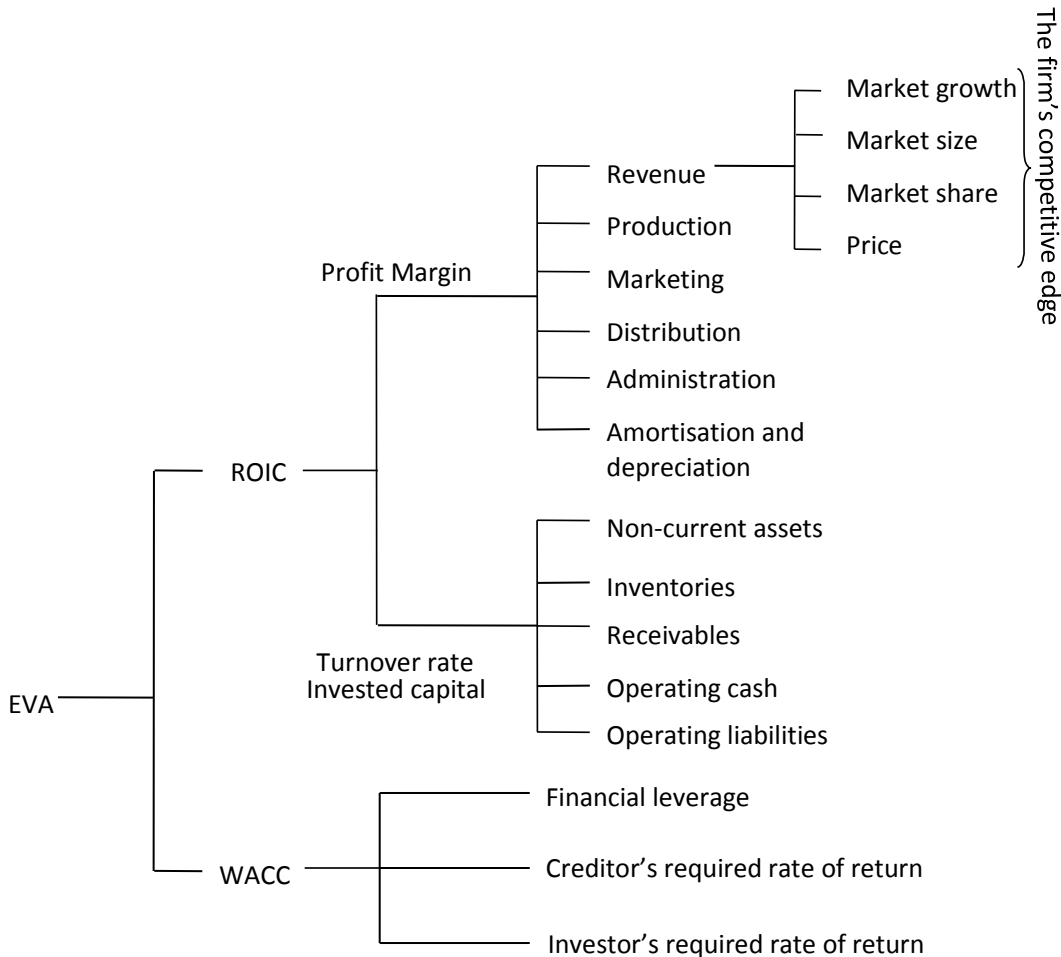 The firm’s competitive edge
Market growth
Market size
Market share
Price
Revenue
Production
Marketing
Distribution
Administration
Amortisation and
depreciation
Profit Margin
ROIC
Non-current assets
Inventories
Receivables
Operating cash
Operating liabilities
Turnover rate
Invested capital
EVA
Financial leverage
WACC
Creditor’s required rate of return
Investor’s required rate of return